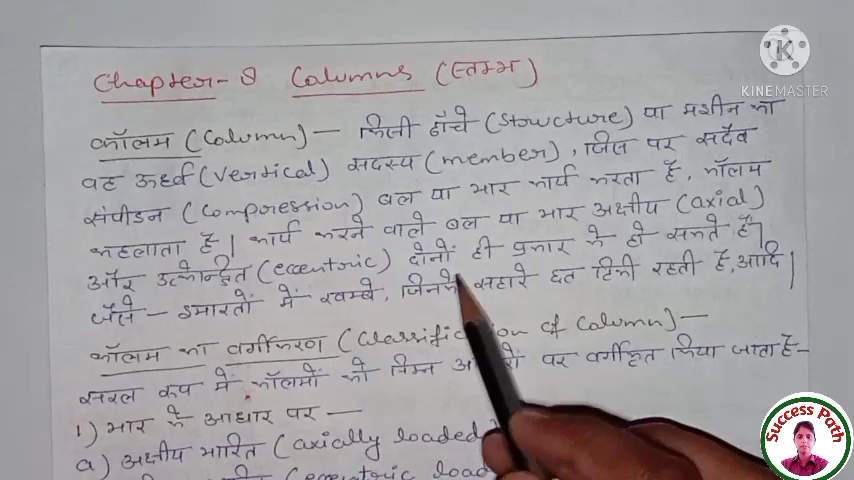 Chapter-8 Columns (स्तम्भ)
कॉलम (Column) — किसी ढाँचे (Structure) या मशीन का
वह ऊर्ध्व (Vertical) सदस्य (member), जिस पर सदैव
संपीडन (Compression) बल या भार कार्य करता है, कॉलम
कहलाता है। कार्य करने वाले बल या भार अक्षीय (axial)
और उत्केन्द्रित (eccentric) दोनों ही प्रकार के हो सकते हैं।
जैसे — इमारतों में खम्बे, जिनके सहारे छत टिकी रहती है, आदि।
कॉलम का वर्गीकरण (Classification of Column) —
सरल रूप में कॉलमों को निम्न पर वर्गीकृत किया जाता है-
1) भार के आधार पर —
a) अक्षीय भारित (axially loaded)
(eccentric load
KINEMASTER
Success Path